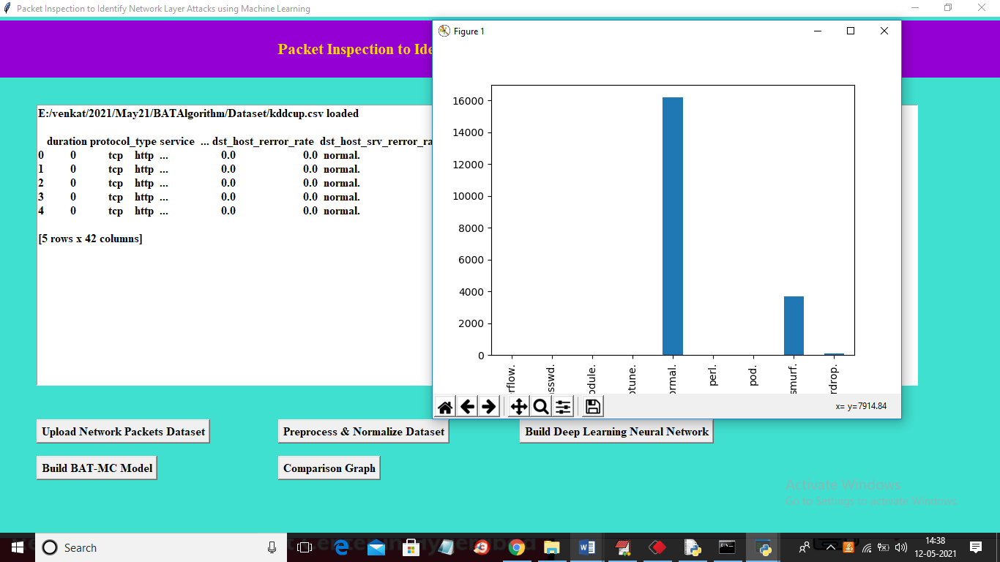 Packet Inspection to Identify Network Layer Attacks using Machine Learning
Packet Inspection to Ide
Figure 1
E:/venkat/2021/May21/BATAlgorithm/Dataset/kddcup.csv loaded
duration protocol_type service ... dst_host_rerror_rate dst_host_srv_rerror_ra
0 0 tcp http ... 0.0 0.0 normal.
1 0 tcp http ... 0.0 0.0 normal.
2 0 tcp http ... 0.0 0.0 normal.
3 0 tcp http ... 0.0 0.0 normal.
4 0 tcp http ... 0.0 0.0 normal.
[5 rows x 42 columns]
16000
14000
12000
10000
8000
6000
4000
2000
0
rflow.
sswd.
odule.
otune.
ormal.
perl.
pod.
smurf.
rdrop.
x= y=7914.84
Upload Network Packets Dataset
Preprocess & Normalize Dataset
Build Deep Learning Neural Network
Build BAT-MC Model
Comparison Graph
Activate Windows
Go to Settings to activate Windows.
Search
14:38
12-05-2021